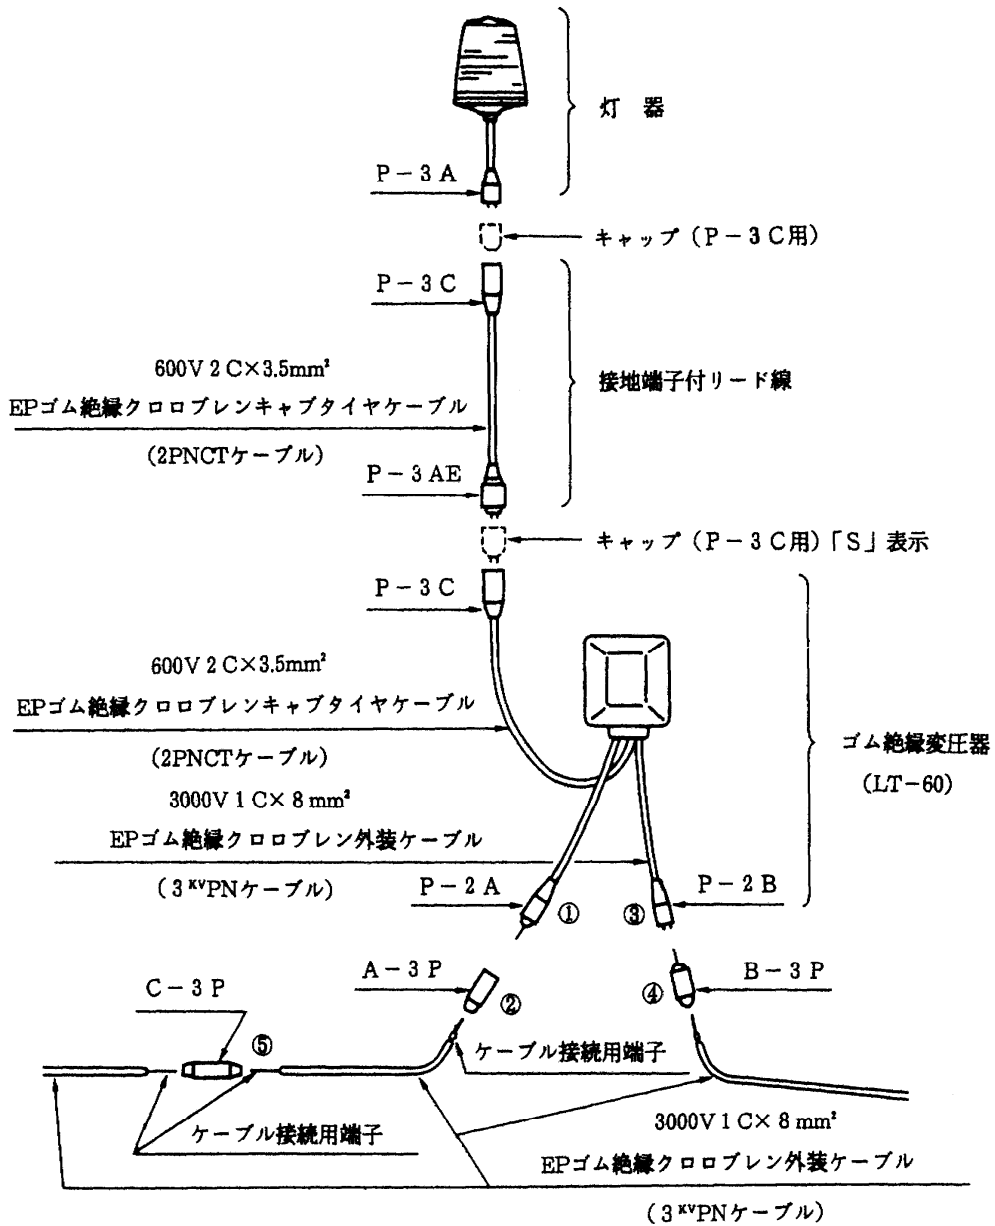 灯 器
P-3A
キャップ(P-3C用)
P-3C
600V 2C×3.5mm²
EPゴム絶縁クロロプレンキャブタイヤケーブル
(2PNCTケーブル)
接地端子付リード線
P-3AE
キャップ(P-3C用)「S」表示
P-3C
600V 2C×3.5mm²
EPゴム絶縁クロロプレンキャブタイヤケーブル
(2PNCTケーブル)
ゴム絶縁変圧器
(LT-60)
3000V 1C×8mm²
EPゴム絶縁クロロプレン外装ケーブル
(3ᴷⱽPNケーブル)
P-2A
①
③
P-2B
A-3P
②
④
B-3P
C-3P
⑤
ケーブル接続用端子
ケーブル接続用端子
3000V 1C×8mm²
EPゴム絶縁クロロプレン外装ケーブル
(3ᴷⱽPNケーブル)